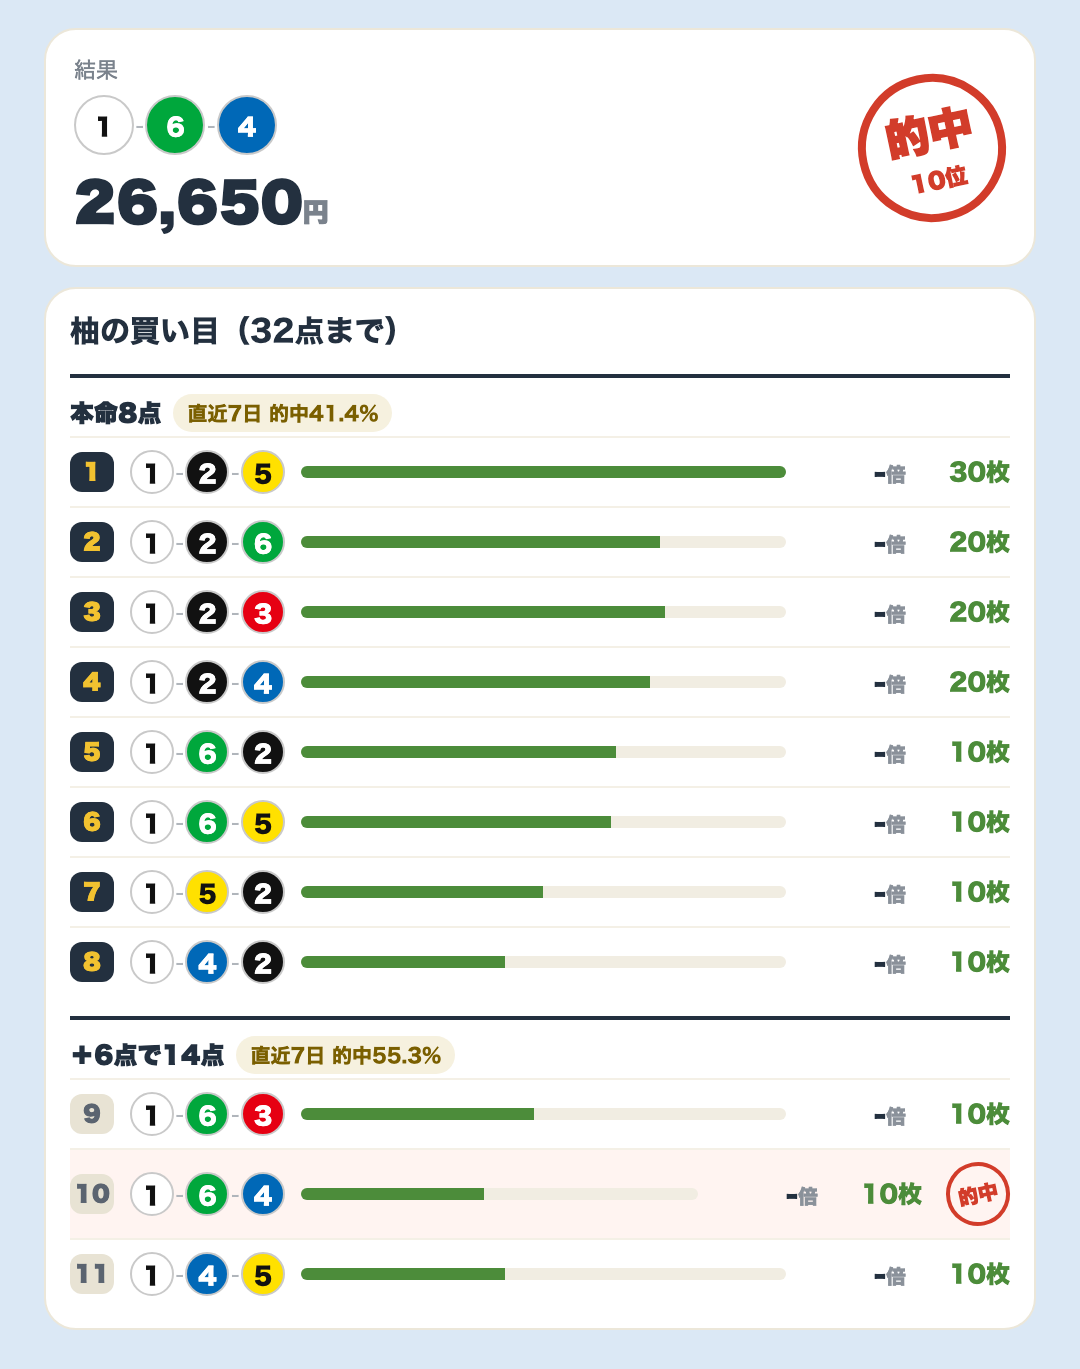 結果
1-6-4
26,650円
的中
10位
柚の買い目（32点まで）
本命8点 直近7日 的中41.4%
1 1-2-5 -倍 30枚
2 1-2-6 -倍 20枚
3 1-2-3 -倍 20枚
4 1-2-4 -倍 20枚
5 1-6-2 -倍 10枚
6 1-6-5 -倍 10枚
7 1-5-2 -倍 10枚
8 1-4-2 -倍 10枚
+6点で14点 直近7日 的中55.3%
9 1-6-3 -倍 10枚
10 1-6-4 -倍 10枚 的中
11 1-4-5 -倍 10枚